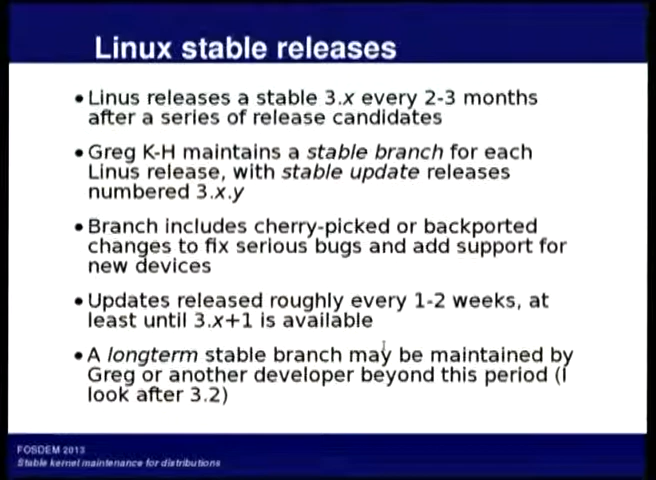 Linux stable releases
• Linus releases a stable 3.x every 2-3 months
after a series of release candidates
• Greg K-H maintains a stable branch for each
Linus release, with stable update releases
numbered 3.x.y
• Branch includes cherry-picked or backported
changes to fix serious bugs and add support for
new devices
• Updates released roughly every 1-2 weeks, at
least until 3.x+1 is available
• A longterm stable branch may be maintained by
Greg or another developer beyond this period (I
look after 3.2)
FOSDEM 2013
Stable kernel maintenance for distributions